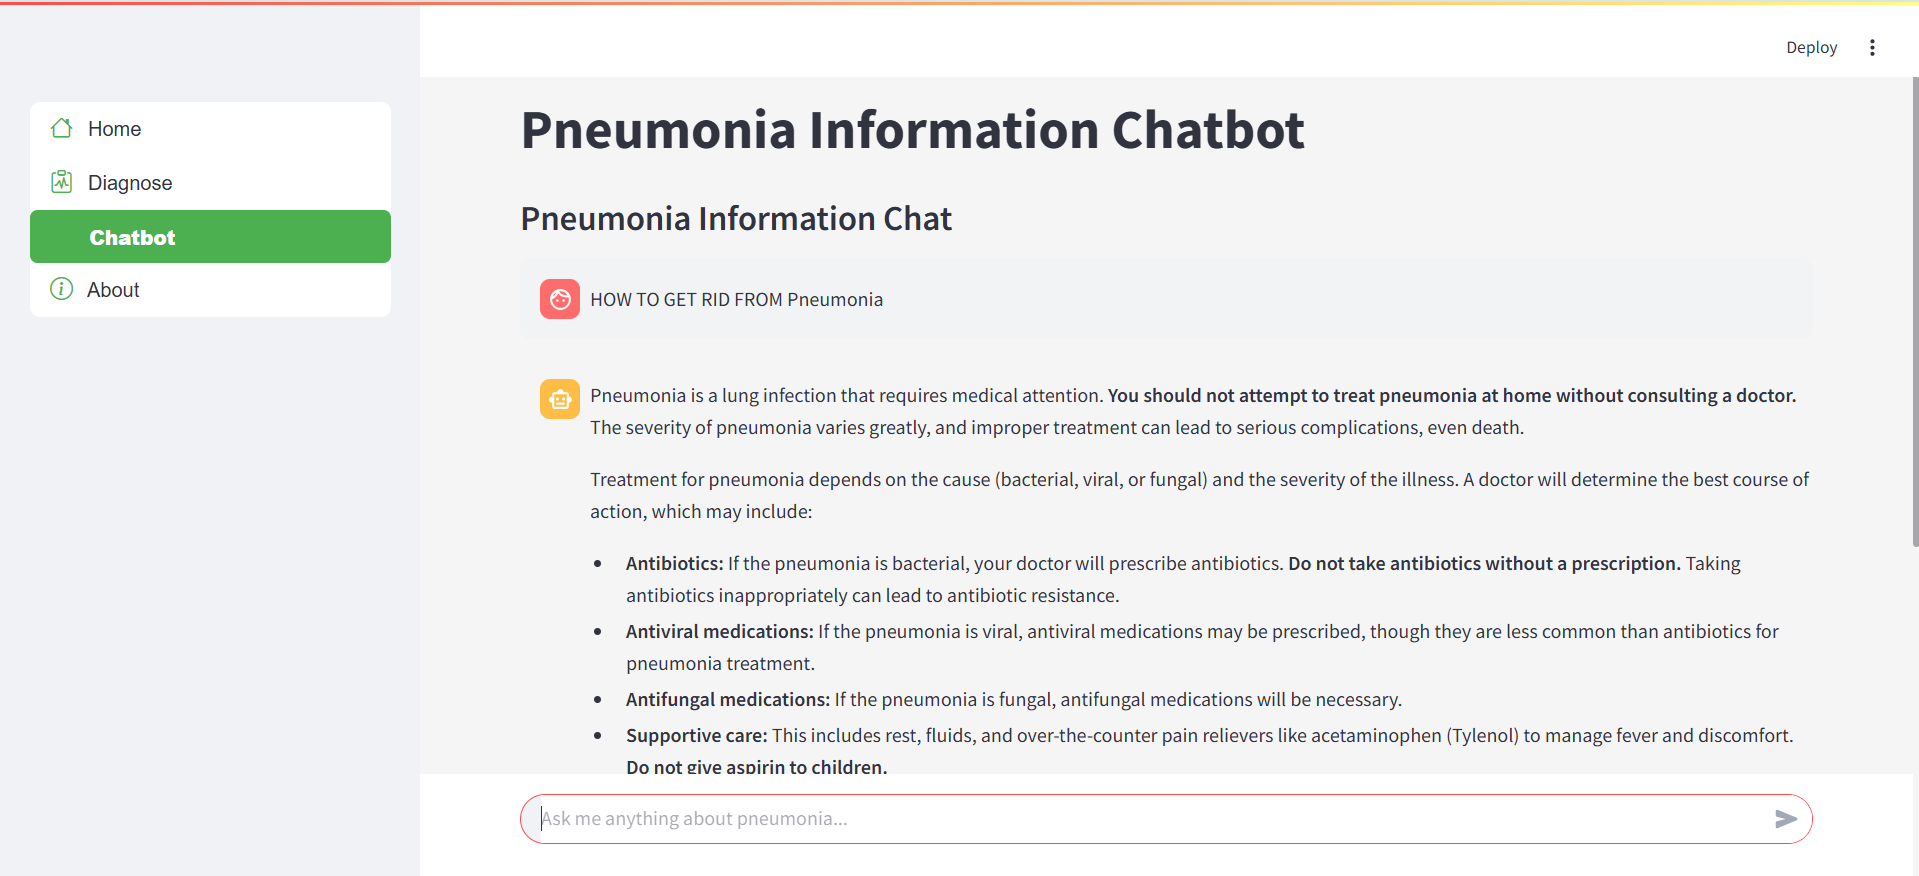 Deploy
Home
Diagnose
Chatbot
About
Pneumonia Information Chatbot
Pneumonia Information Chat
HOW TO GET RID FROM Pneumonia
Pneumonia is a lung infection that requires medical attention. You should not attempt to treat pneumonia at home without consulting a doctor.
The severity of pneumonia varies greatly, and improper treatment can lead to serious complications, even death.
Treatment for pneumonia depends on the cause (bacterial, viral, or fungal) and the severity of the illness. A doctor will determine the best course of
action, which may include:
• Antibiotics: If the pneumonia is bacterial, your doctor will prescribe antibiotics. Do not take antibiotics without a prescription. Taking
antibiotics inappropriately can lead to antibiotic resistance.
• Antiviral medications: If the pneumonia is viral, antiviral medications may be prescribed, though they are less common than antibiotics for
pneumonia treatment.
• Antifungal medications: If the pneumonia is fungal, antifungal medications will be necessary.
• Supportive care: This includes rest, fluids, and over-the-counter pain relievers like acetaminophen (Tylenol) to manage fever and discomfort.
Do not give aspirin to children.
Ask me anything about pneumonia...